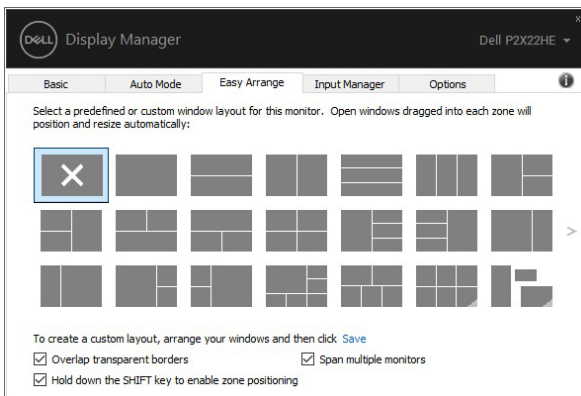 DELL Display Manager
Dell P2X22HE
Basic Auto Mode Easy Arrange Input Manager Options
Select a predefined or custom window layout for this monitor. Open windows dragged into each zone will
position and resize automatically:
To create a custom layout, arrange your windows and then click Save
Overlap transparent borders Span multiple monitors
Hold down the SHIFT key to enable zone positioning